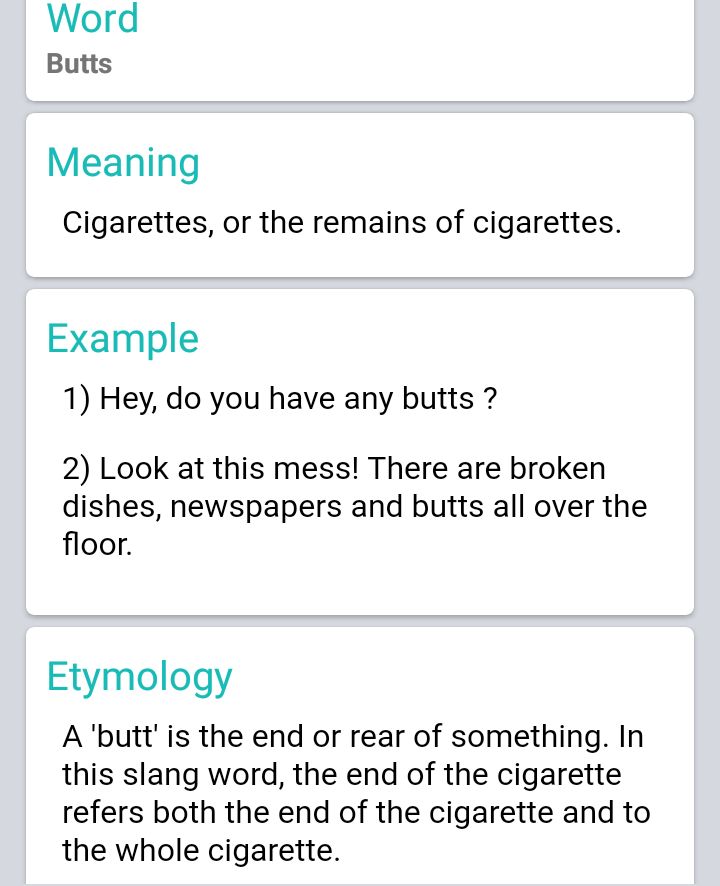 Word
Butts
Meaning
Cigarettes, or the remains of cigarettes.
Example
1) Hey, do you have any butts ?
2) Look at this mess! There are broken
dishes, newspapers and butts all over the
floor.
Etymology
A 'butt' is the end or rear of something. In
this slang word, the end of the cigarette
refers both the end of the cigarette and to
the whole cigarette.